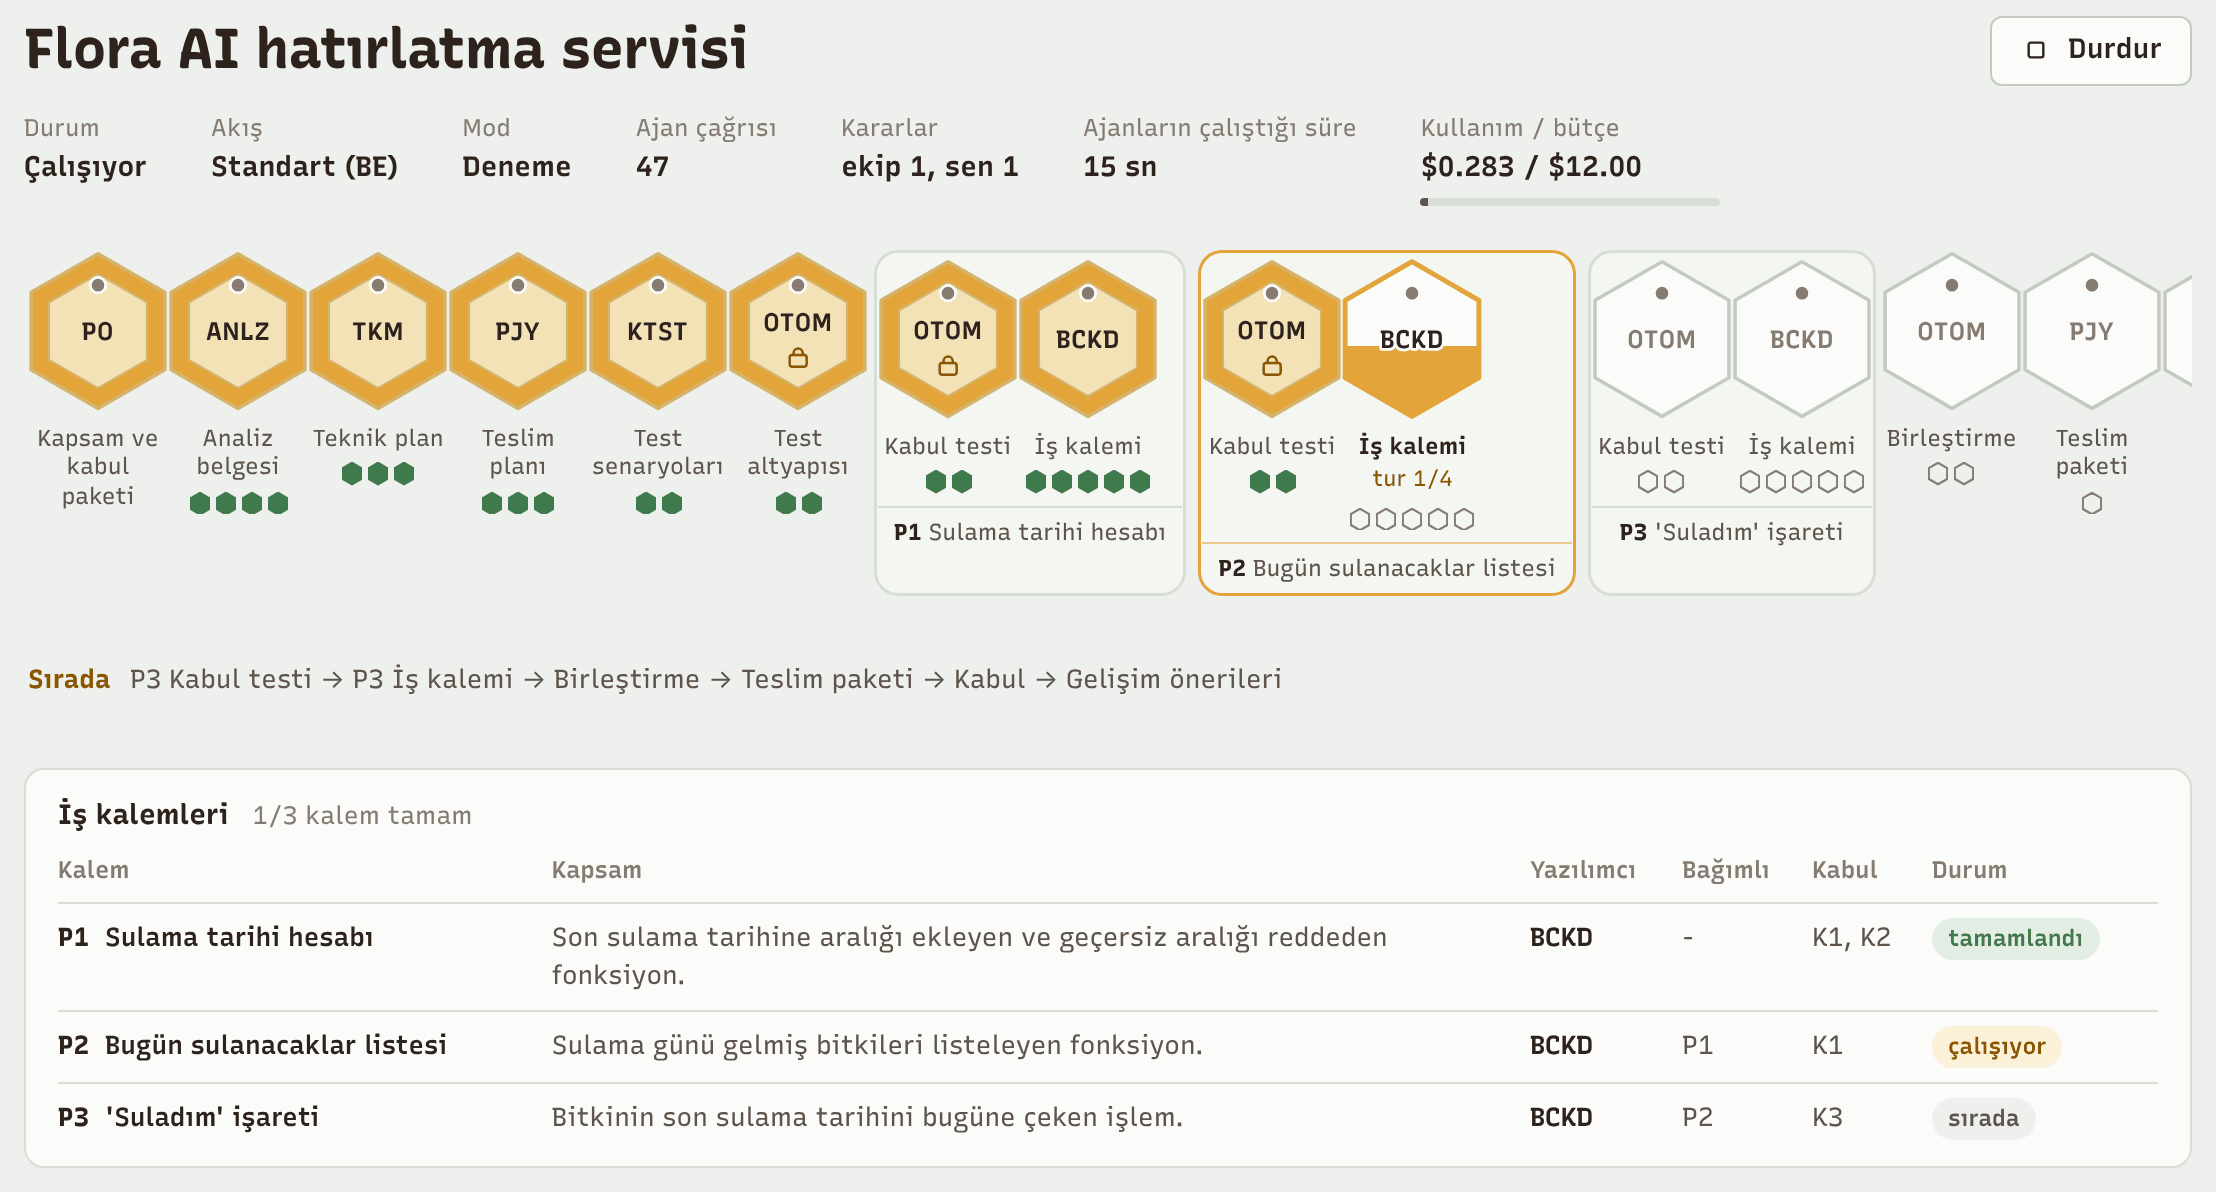 Flora AI hatırlatma servisi
Durdur
Durum
Akış
Mod
Ajan çağrısı
Kararlar
Ajanların çalıştığı süre
Kullanım / bütçe
Çalışıyor
Standart (BE)
Deneme
47
ekip 1, sen 1
15 sn
$0.283 / $12.00
PO
ANLZ
TKM
PJY
KTST
OTOM
OTOM
BCKD
OTOM
BCKD
OTOM
BCKD
OTOM
PJY
Kapsam ve
kabul
paketi
Analiz
belgesi
Teknik plan
Teslim
planı
Test
senaryoları
Test
altyapısı
Kabul testi
İş kalemi
P1 Sulama tarihi hesabı
Kabul testi
İş kalemi
tur 1/4
P2 Bugün sulanacaklar listesi
Kabul testi
İş kalemi
P3 'Suladım' işareti
Birleştirme
Teslim
paketi
Sırada P3 Kabul testi → P3 İş kalemi → Birleştirme → Teslim paketi → Kabul → Gelişim önerileri
İş kalemleri 1/3 kalem tamam
Kalem Kapsam Yazılımcı Bağımlı Kabul Durum
P1 Sulama tarihi hesabı Son sulama tarihine aralığı ekleyen ve geçersiz aralığı reddeden BCKD - K1, K2 tamamlandı
fonksiyon.
P2 Bugün sulanacaklar listesi Sulama günü gelmiş bitkileri listeleyen fonksiyon. BCKD P1 K1 çalışıyor
P3 'Suladım' işareti Bitkinin son sulama tarihini bugüne çeken işlem. BCKD P2 K3 sırada